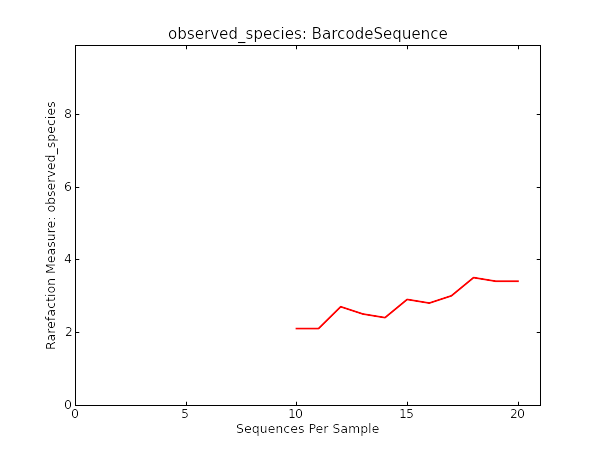 observed_species: BarcodeSequence
Rarefaction Measure: observed_species
8
6
4
2
0
0 5 10 15 20
Sequences Per Sample